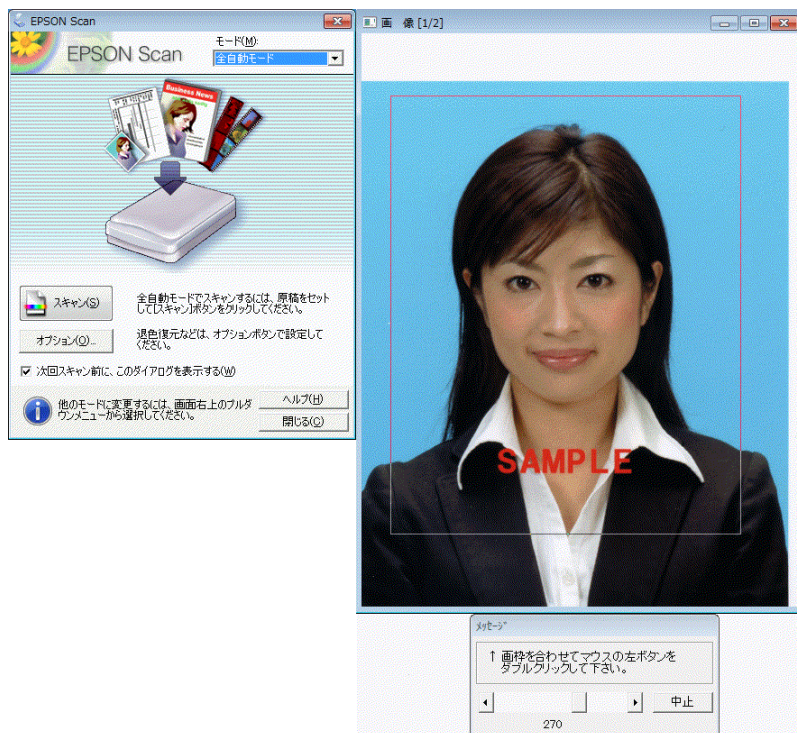 EPSON Scan
EPSON Scan
モード(M):
全自動モード
Business News
スキャン(S)
全自動モードでスキャンするには、原稿をセット
して[スキャン]ボタンをクリックしてください。
オプション(O)...
退色復元などは、オプションボタンで設定して
ください。
次回スキャン前に、このダイアログを表示する(W)
他のモードに変更するには、画面右上のプルダ
ウンメニューから選択してください。
ヘルプ(H)
閉じる(C)
画 像 [1/2]
SAMPLE
メッセージ
↑ 画枠を合わせてマウスの左ボタンを
ダブルクリックして下さい。
中止
270